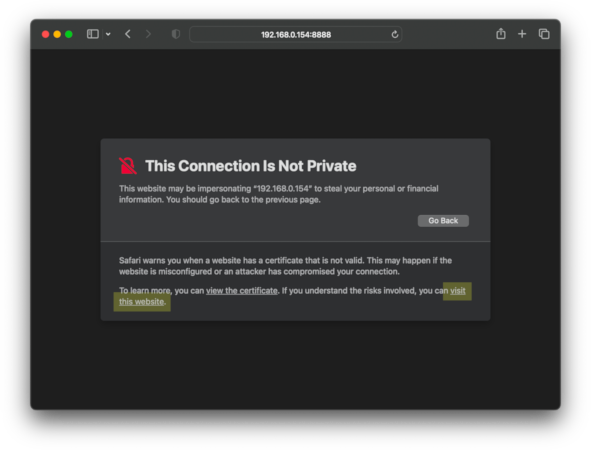 192.168.0.154:8888
This Connection Is Not Private
This website may be impersonating "192.168.0.154" to steal your personal or financial
information. You should go back to the previous page.
Go Back
Safari warns you when a website has a certificate that is not valid. This may happen if the
website is misconfigured or an attacker has compromised your connection.
To learn more, you can view the certificate. If you understand the risks involved, you can visit
this website.